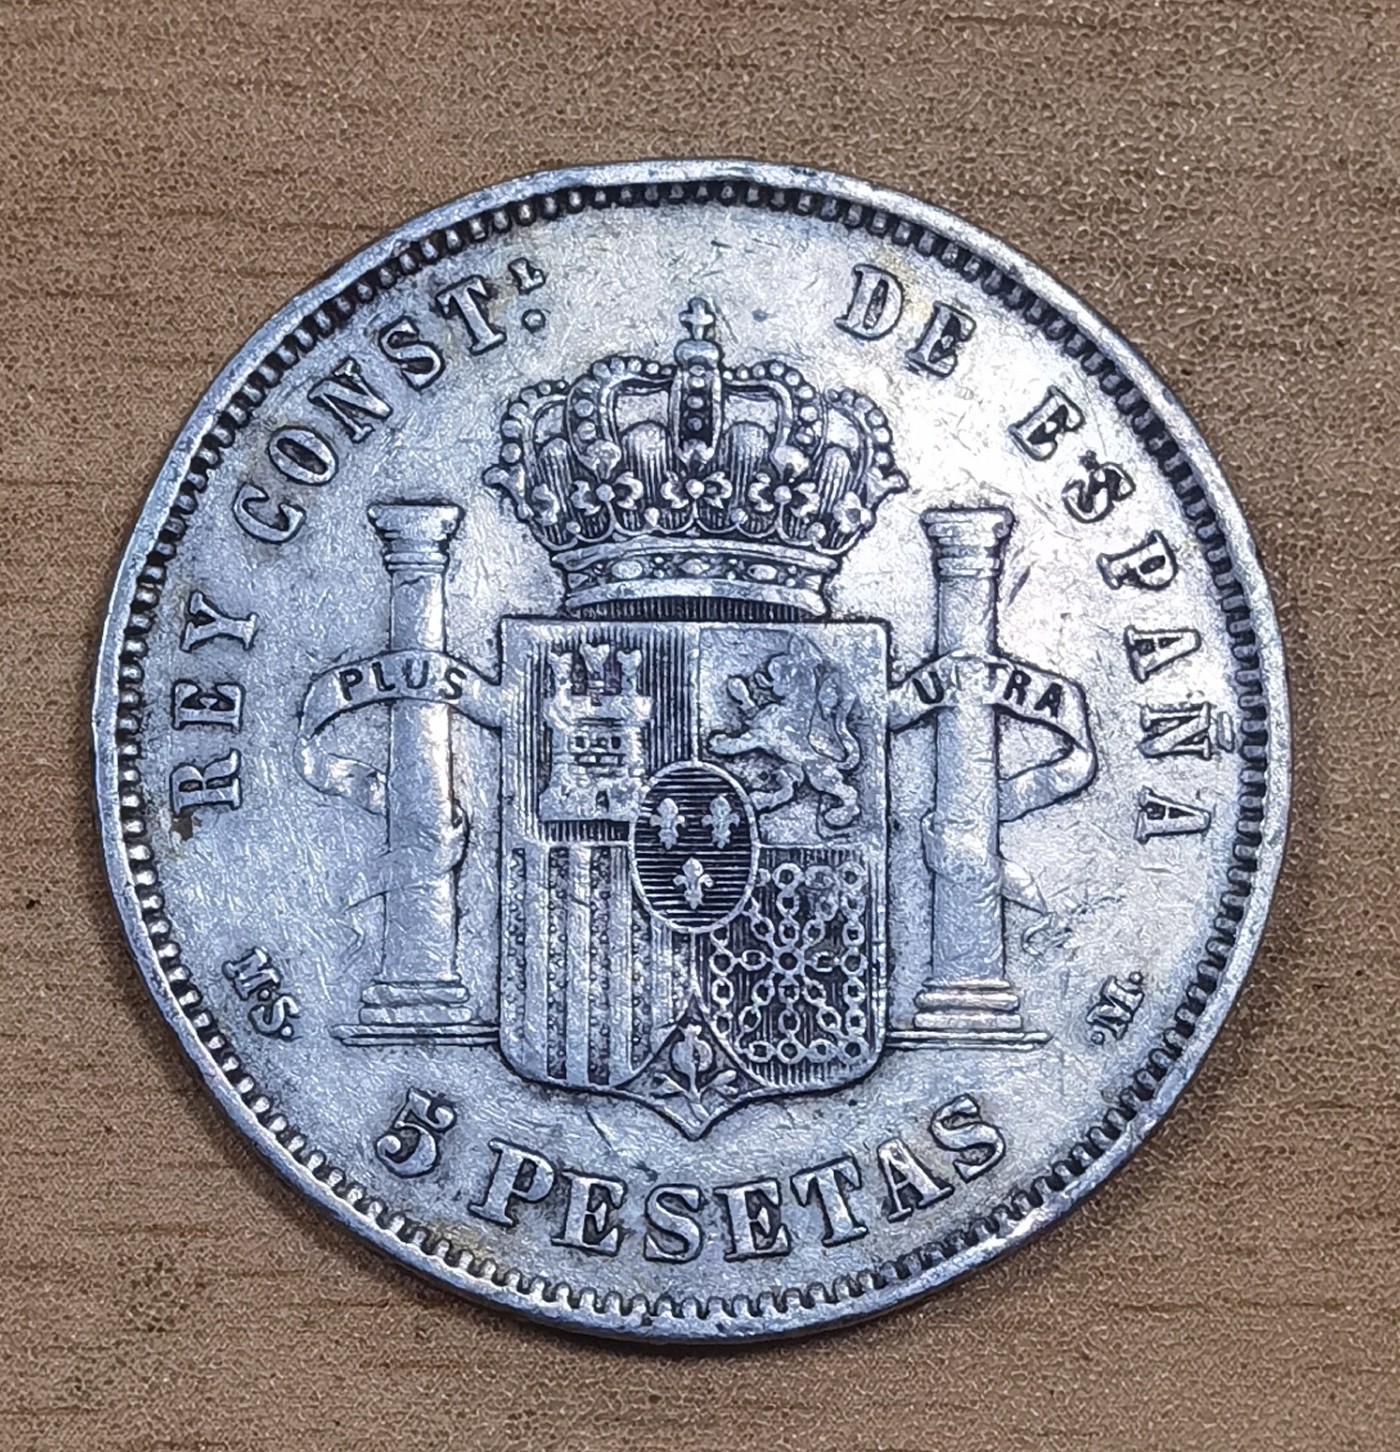 REY CONST.L DE ESPAÑA
PLUS ULTRA
M.S. M.
5 PESETAS